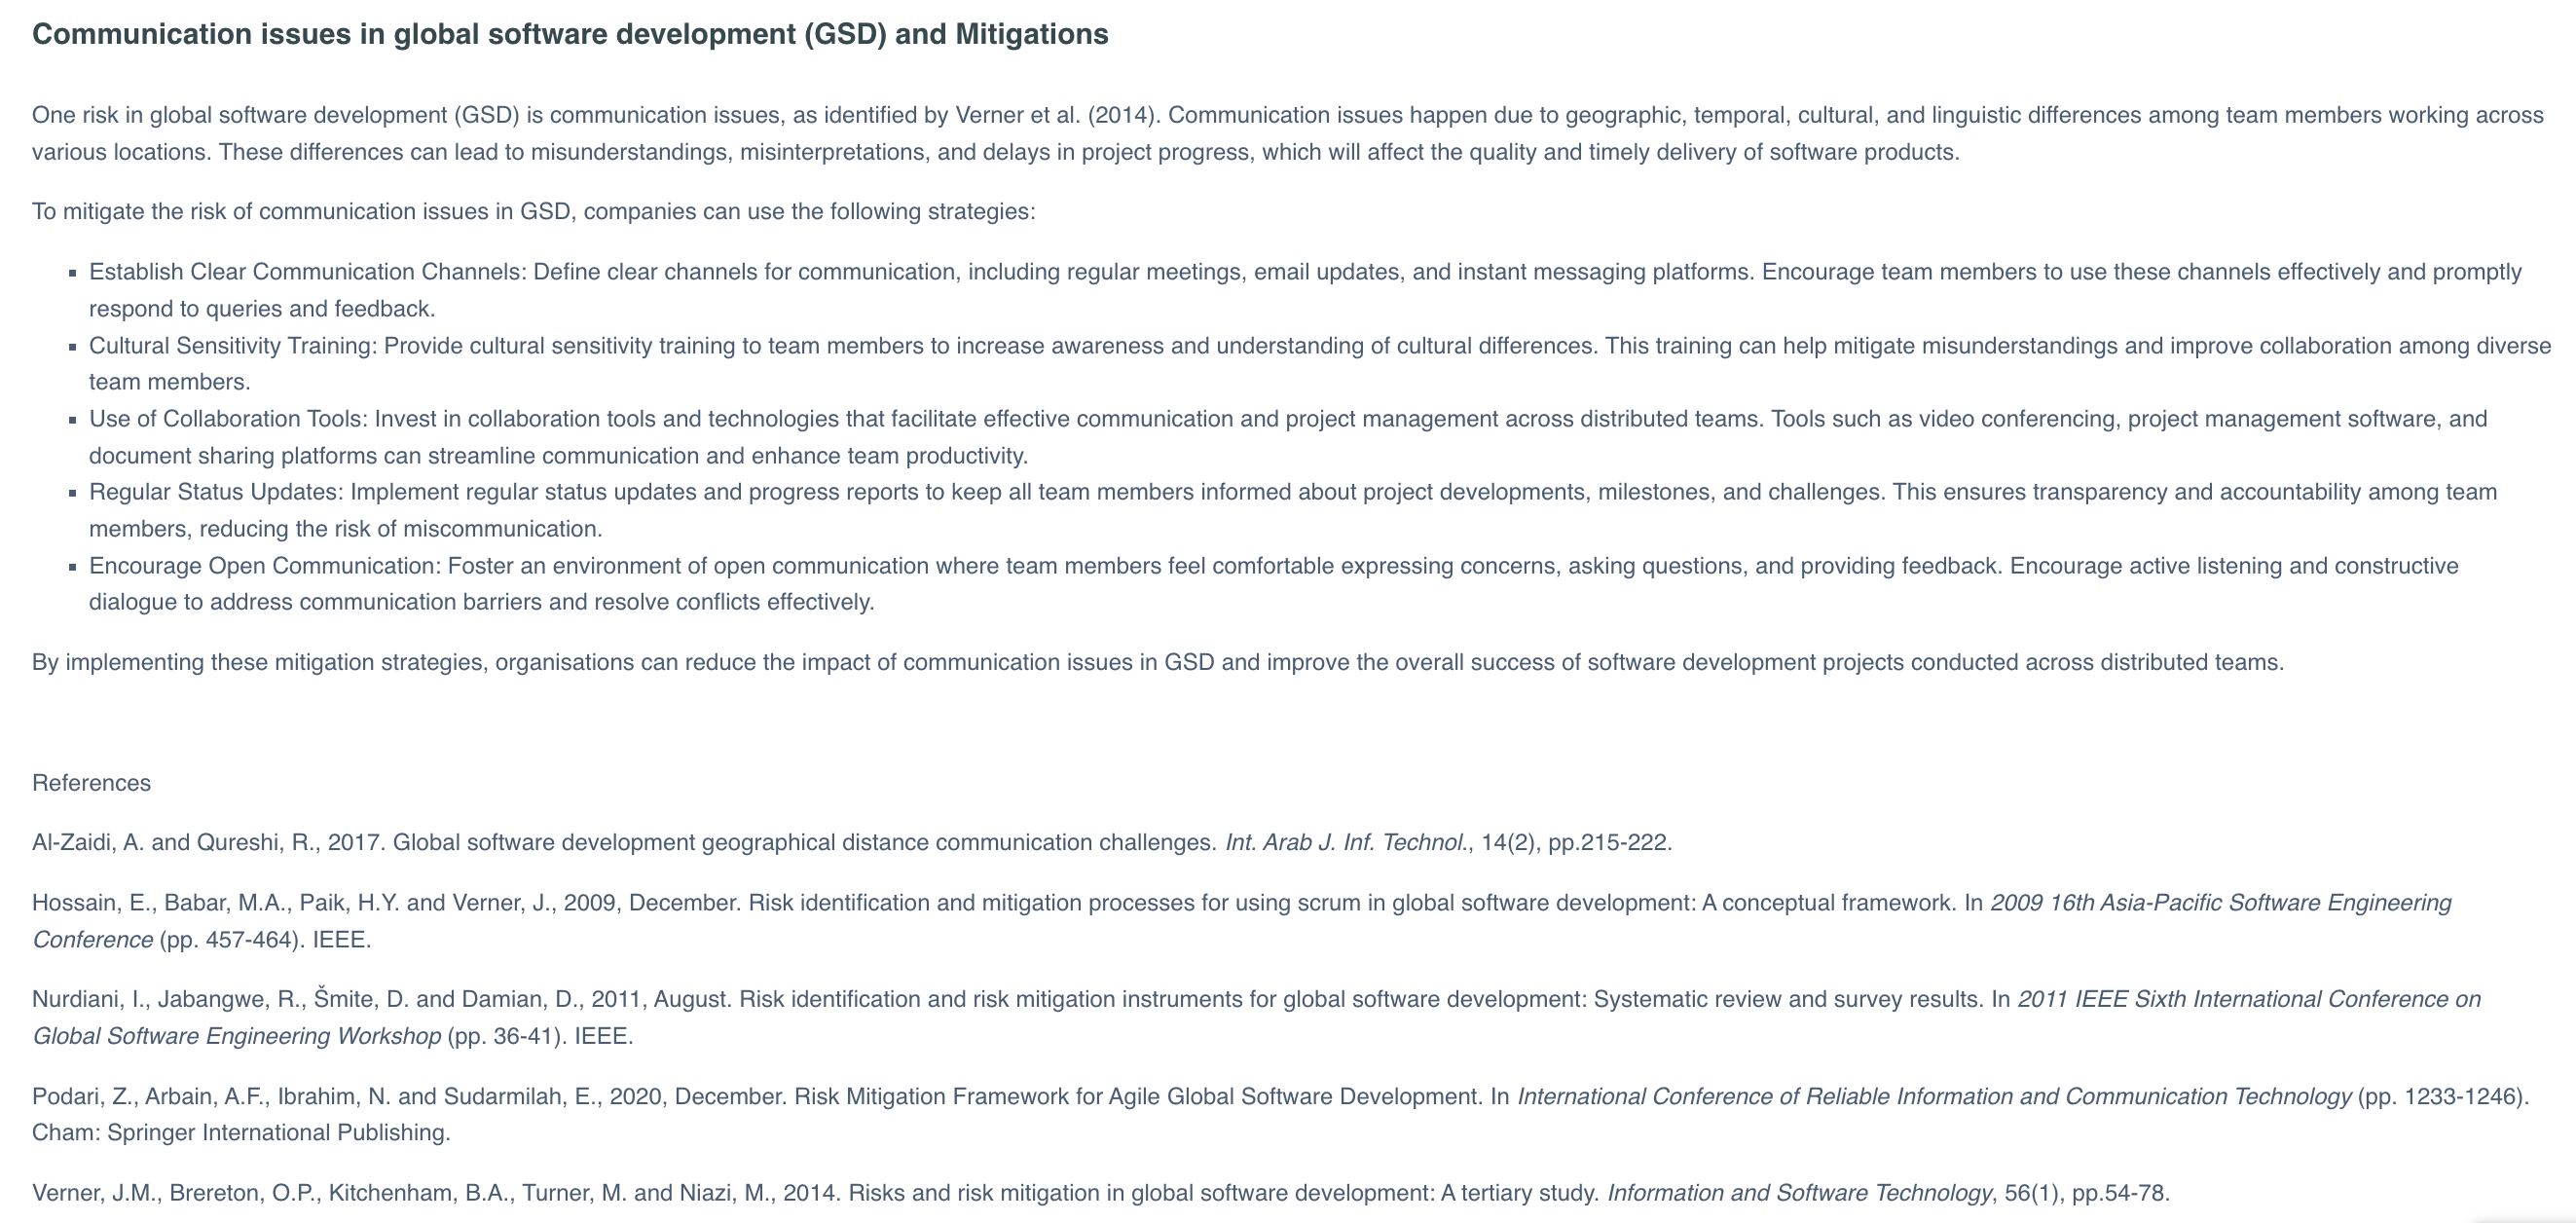 Communication issues in global software development (GSD) and Mitigations
One risk in global software development (GSD) is communication issues, as identified by Verner et al. (2014). Communication issues happen due to geographic, temporal, cultural, and linguistic differences among team members working across
various locations. These differences can lead to misunderstandings, misinterpretations, and delays in project progress, which will affect the quality and timely delivery of software products.
To mitigate the risk of communication issues in GSD, companies can use the following strategies:
▪ Establish Clear Communication Channels: Define clear channels for communication, including regular meetings, email updates, and instant messaging platforms. Encourage team members to use these channels effectively and promptly
respond to queries and feedback.
▪ Cultural Sensitivity Training: Provide cultural sensitivity training to team members to increase awareness and understanding of cultural differences. This training can help mitigate misunderstandings and improve collaboration among diverse
team members.
▪ Use of Collaboration Tools: Invest in collaboration tools and technologies that facilitate effective communication and project management across distributed teams. Tools such as video conferencing, project management software, and
document sharing platforms can streamline communication and enhance team productivity.
▪ Regular Status Updates: Implement regular status updates and progress reports to keep all team members informed about project developments, milestones, and challenges. This ensures transparency and accountability among team
members, reducing the risk of miscommunication.
▪ Encourage Open Communication: Foster an environment of open communication where team members feel comfortable expressing concerns, asking questions, and providing feedback. Encourage active listening and constructive
dialogue to address communication barriers and resolve conflicts effectively.
By implementing these mitigation strategies, organisations can reduce the impact of communication issues in GSD and improve the overall success of software development projects conducted across distributed teams.
References
Al-Zaidi, A. and Qureshi, R., 2017. Global software development geographical distance communication challenges. Int. Arab J. Inf. Technol., 14(2), pp.215-222.
Hossain, E., Babar, M.A., Paik, H.Y. and Verner, J., 2009, December. Risk identification and mitigation processes for using scrum in global software development: A conceptual framework. In 2009 16th Asia-Pacific Software Engineering
Conference (pp. 457-464). IEEE.
Nurdiani, I., Jabangwe, R., Šmite, D. and Damian, D., 2011, August. Risk identification and risk mitigation instruments for global software development: Systematic review and survey results. In 2011 IEEE Sixth International Conference on
Global Software Engineering Workshop (pp. 36-41). IEEE.
Podari, Z., Arbain, A.F., Ibrahim, N. and Sudarmilah, E., 2020, December. Risk Mitigation Framework for Agile Global Software Development. In International Conference of Reliable Information and Communication Technology (pp. 1233-1246).
Cham: Springer International Publishing.
Verner, J.M., Brereton, O.P., Kitchenham, B.A., Turner, M. and Niazi, M., 2014. Risks and risk mitigation in global software development: A tertiary study. Information and Software Technology, 56(1), pp.54-78.